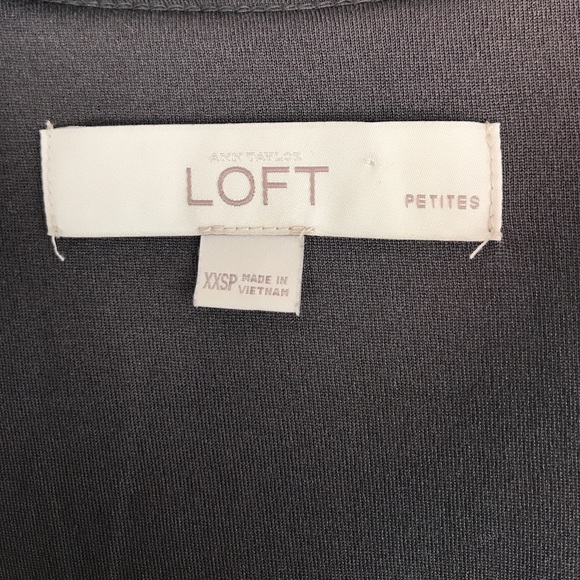 ANN TAYLOR
LOFT
PETITES
XXSP MADE IN
VIETNAM